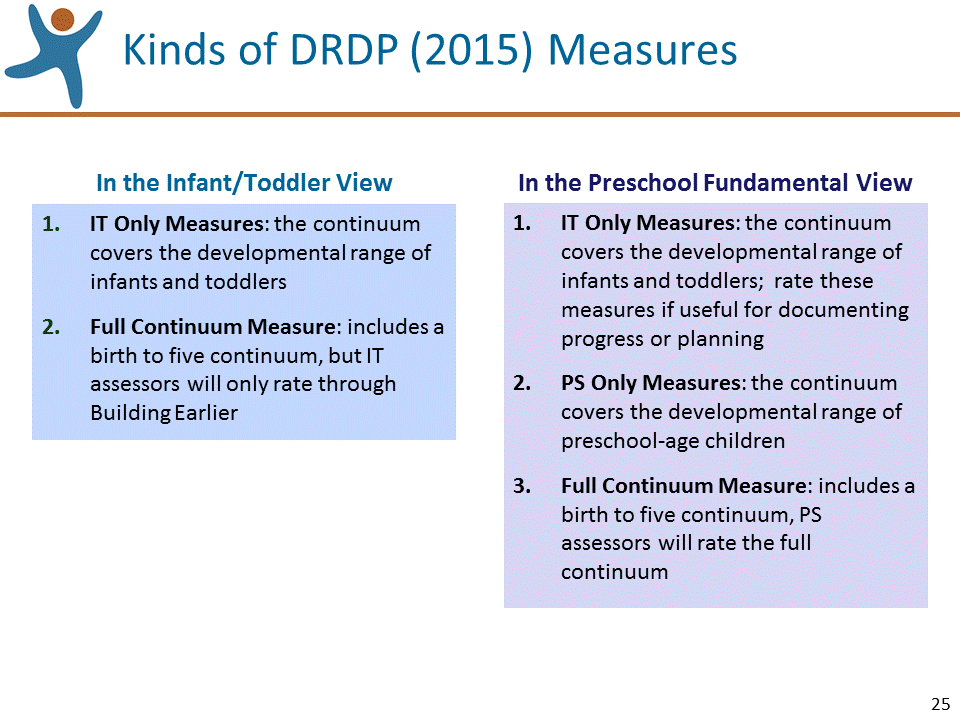 Kinds of DRDP (2015) Measures
In the Infant/Toddler View
1. IT Only Measures: the continuum
covers the developmental range of
infants and toddlers
2. Full Continuum Measure: includes a
birth to five continuum, but IT
assessors will only rate through
Building Earlier
In the Preschool Fundamental View
1. IT Only Measures: the continuum
covers the developmental range of
infants and toddlers; rate these
measures if useful for documenting
progress or planning
2. PS Only Measures: the continuum
covers the developmental range of
preschool-age children
3. Full Continuum Measure: includes a
birth to five continuum, PS
assessors will rate the full
continuum
25